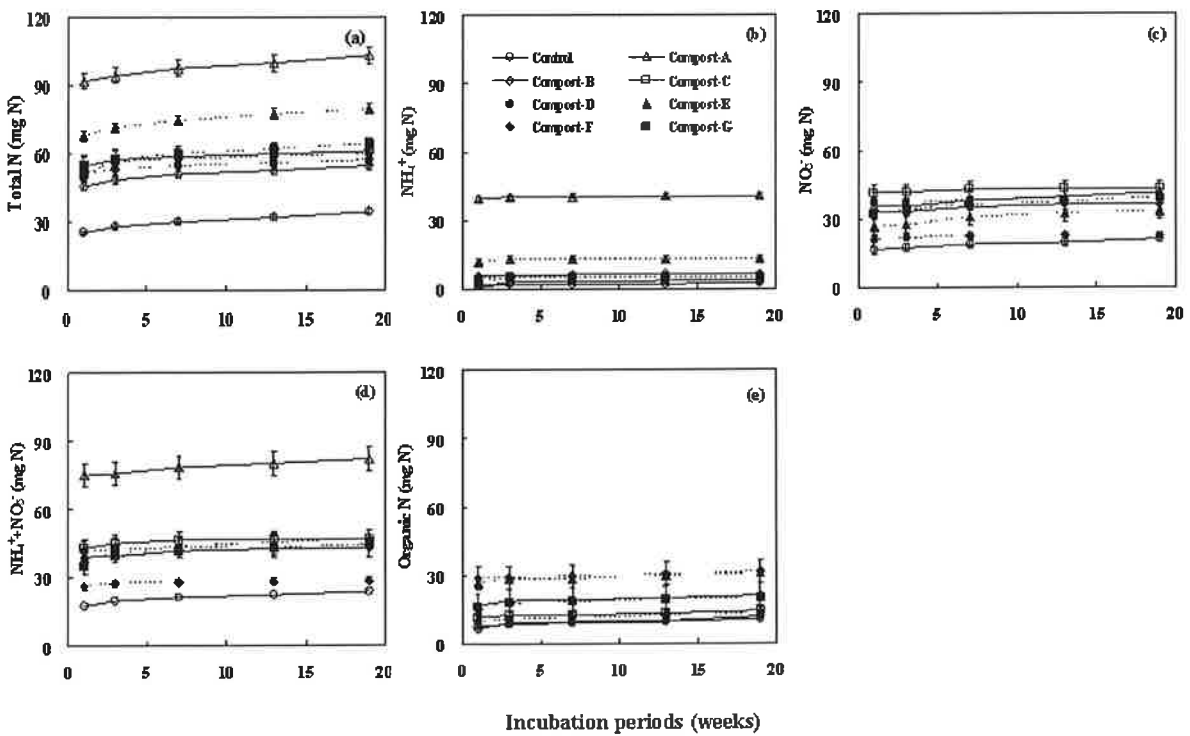 120
90
60
30
0
Total N (mg N)
(a)
0 5 10 15 20
120
90
60
30
0
NH₄⁺ (mg N)
(b)
Control
Compost-A
Compost-B
Compost-C
Compost-D
Compost-E
Compost-F
Compost-G
0 5 10 15 20
120
90
60
30
0
NO₃⁻ (mg N)
(c)
0 5 10 15 20
120
90
60
30
0
NH₄⁺+NO₃⁻ (mg N)
(d)
0 5 10 15 20
120
90
60
30
0
Organic N (mg N)
(e)
0 5 10 15 20
Incubation periods (weeks)